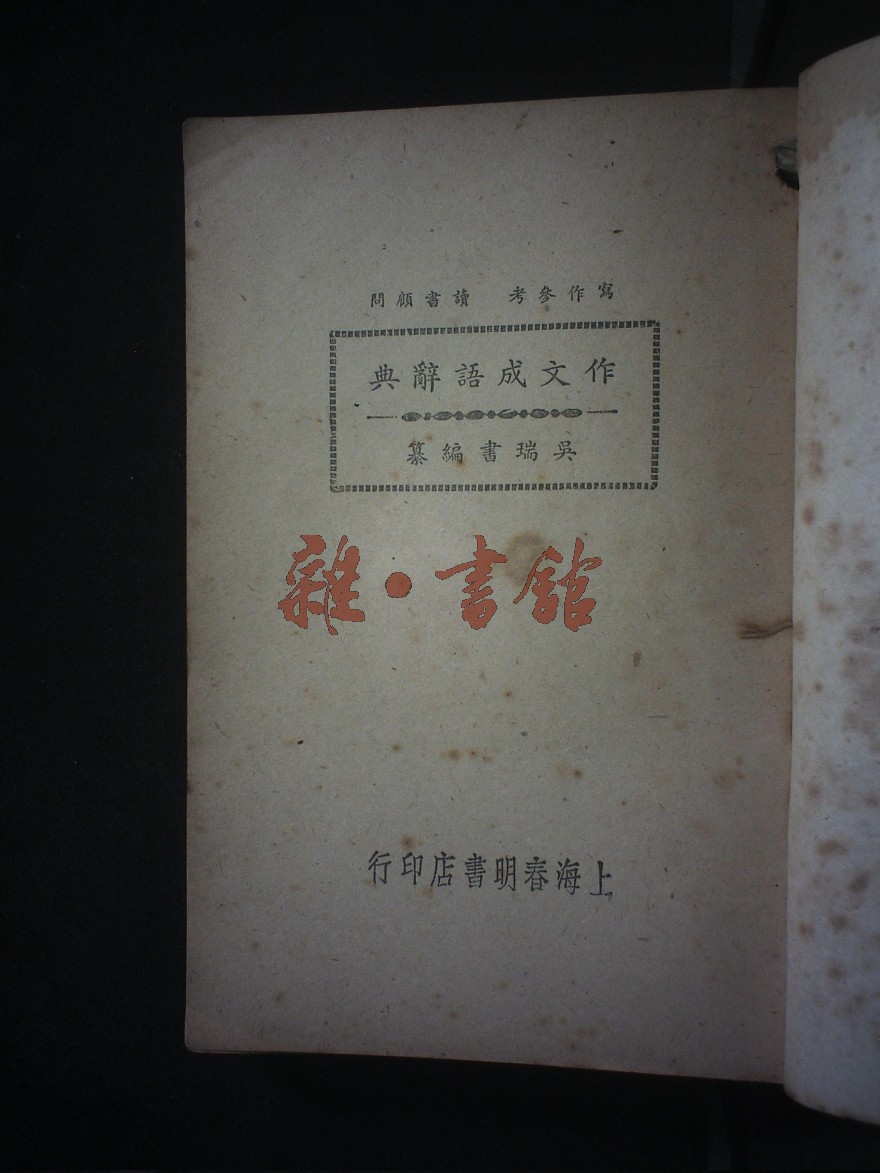 寫作參考 讀書顧問
作文成語辭典
吳瑞書編纂
雜·書館
上海春明書店印行